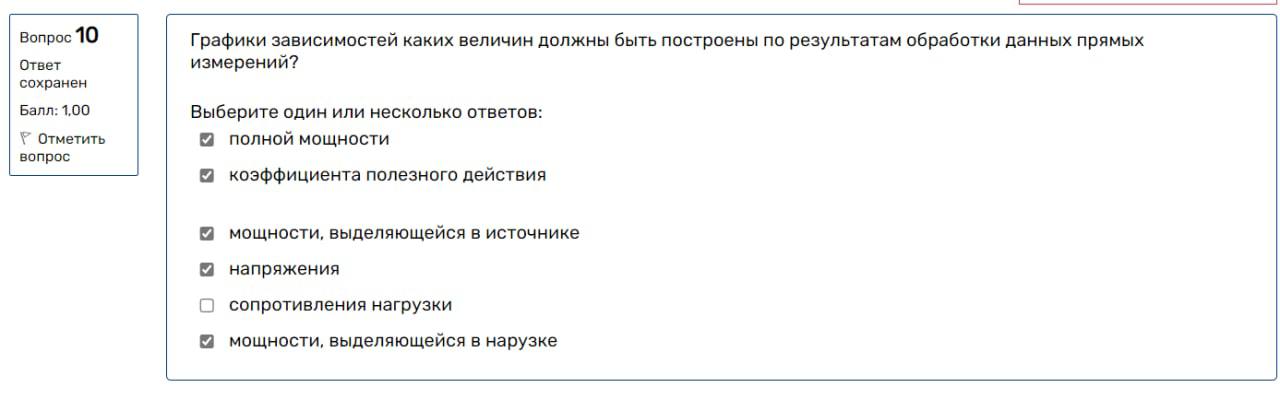 Вопрос 10
Ответ
сохранен
Балл: 1,00
Отметить
вопрос
Графики зависимостей каких величин должны быть построены по результатам обработки данных прямых
измерений?
Выберите один или несколько ответов:
полной мощности
коэффициента полезного действия
мощности, выделяющейся в источнике
напряжения
сопротивления нагрузки
мощности, выделяющейся в нарузке